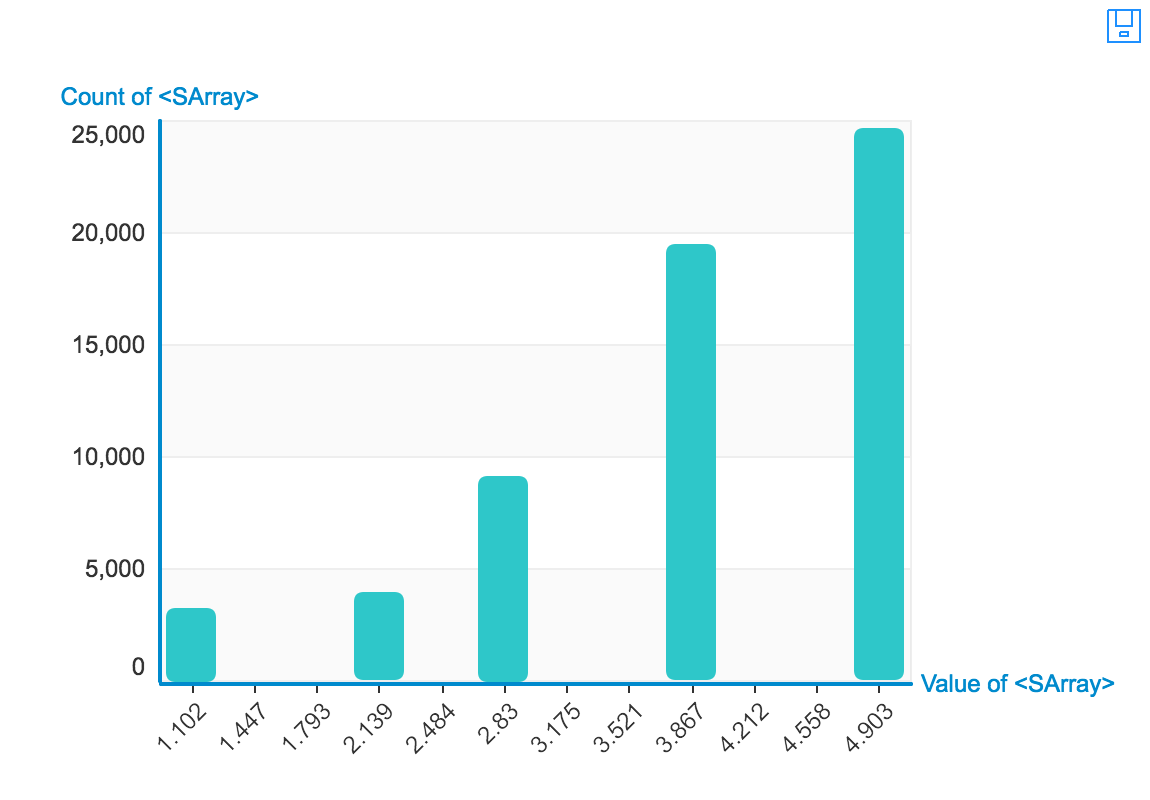 Count of <SArray>
25,000
20,000
15,000
10,000
5,000
0
1.102 1.447 1.793 2.139 2.484 2.83 3.175 3.521 3.867 4.212 4.558 4.903
Value of <SArray>